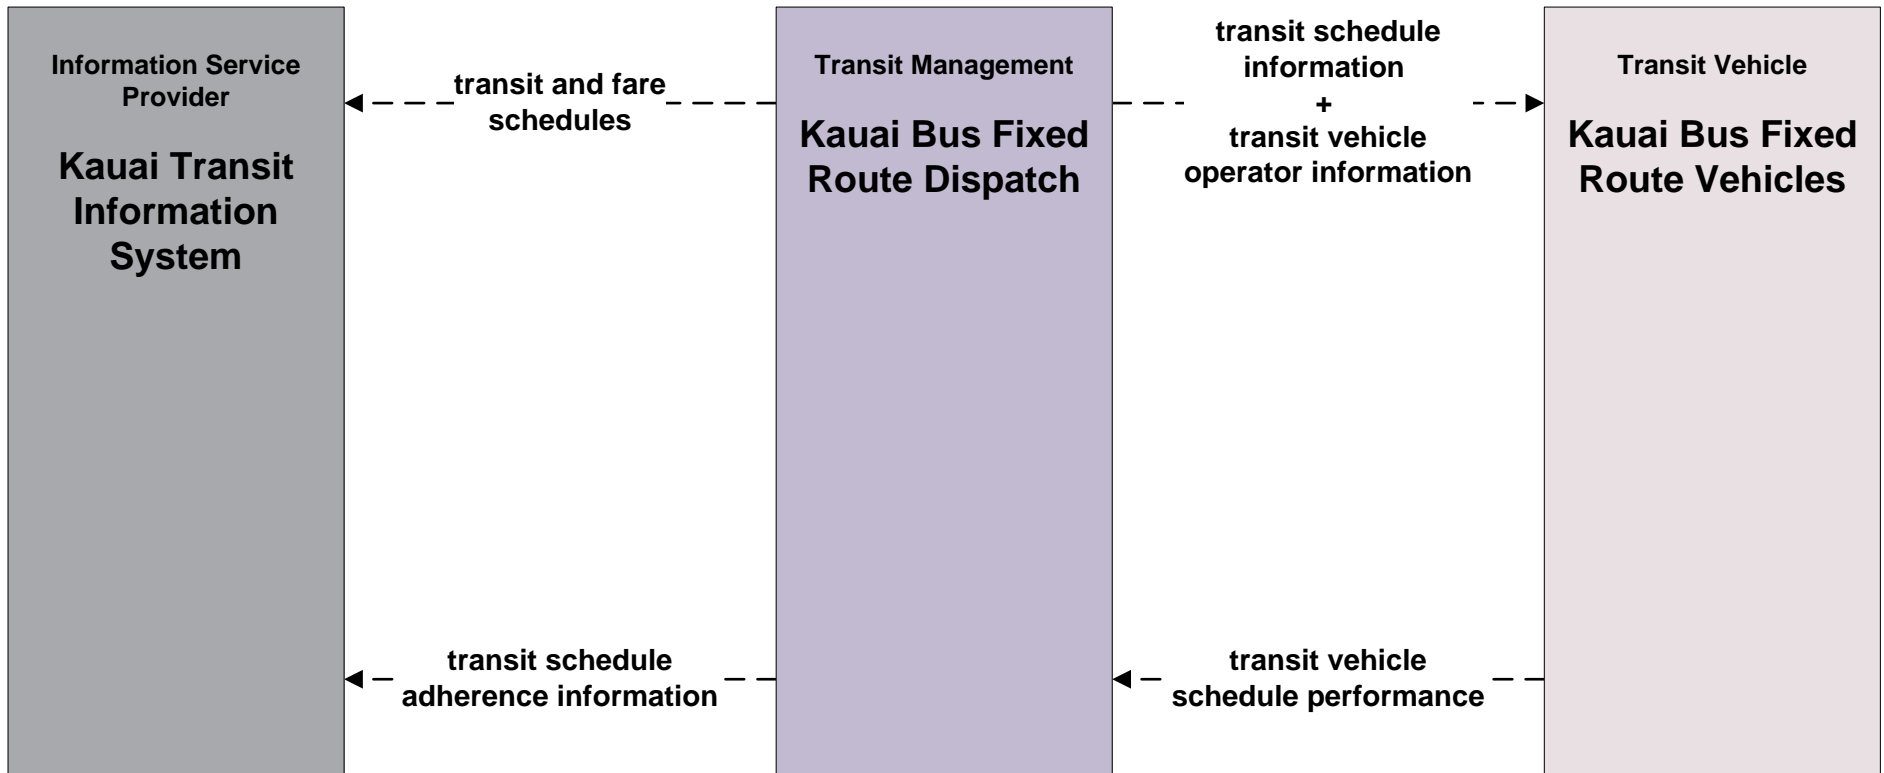 Information Service
Provider
Kauai Transit
Information
System
transit and fare
schedules
Transit Management
Kauai Bus Fixed
Route Dispatch
transit schedule
information
+
transit vehicle
operator information
Transit Vehicle
Kauai Bus Fixed
Route Vehicles
transit schedule
adherence information
transit vehicle
schedule performance